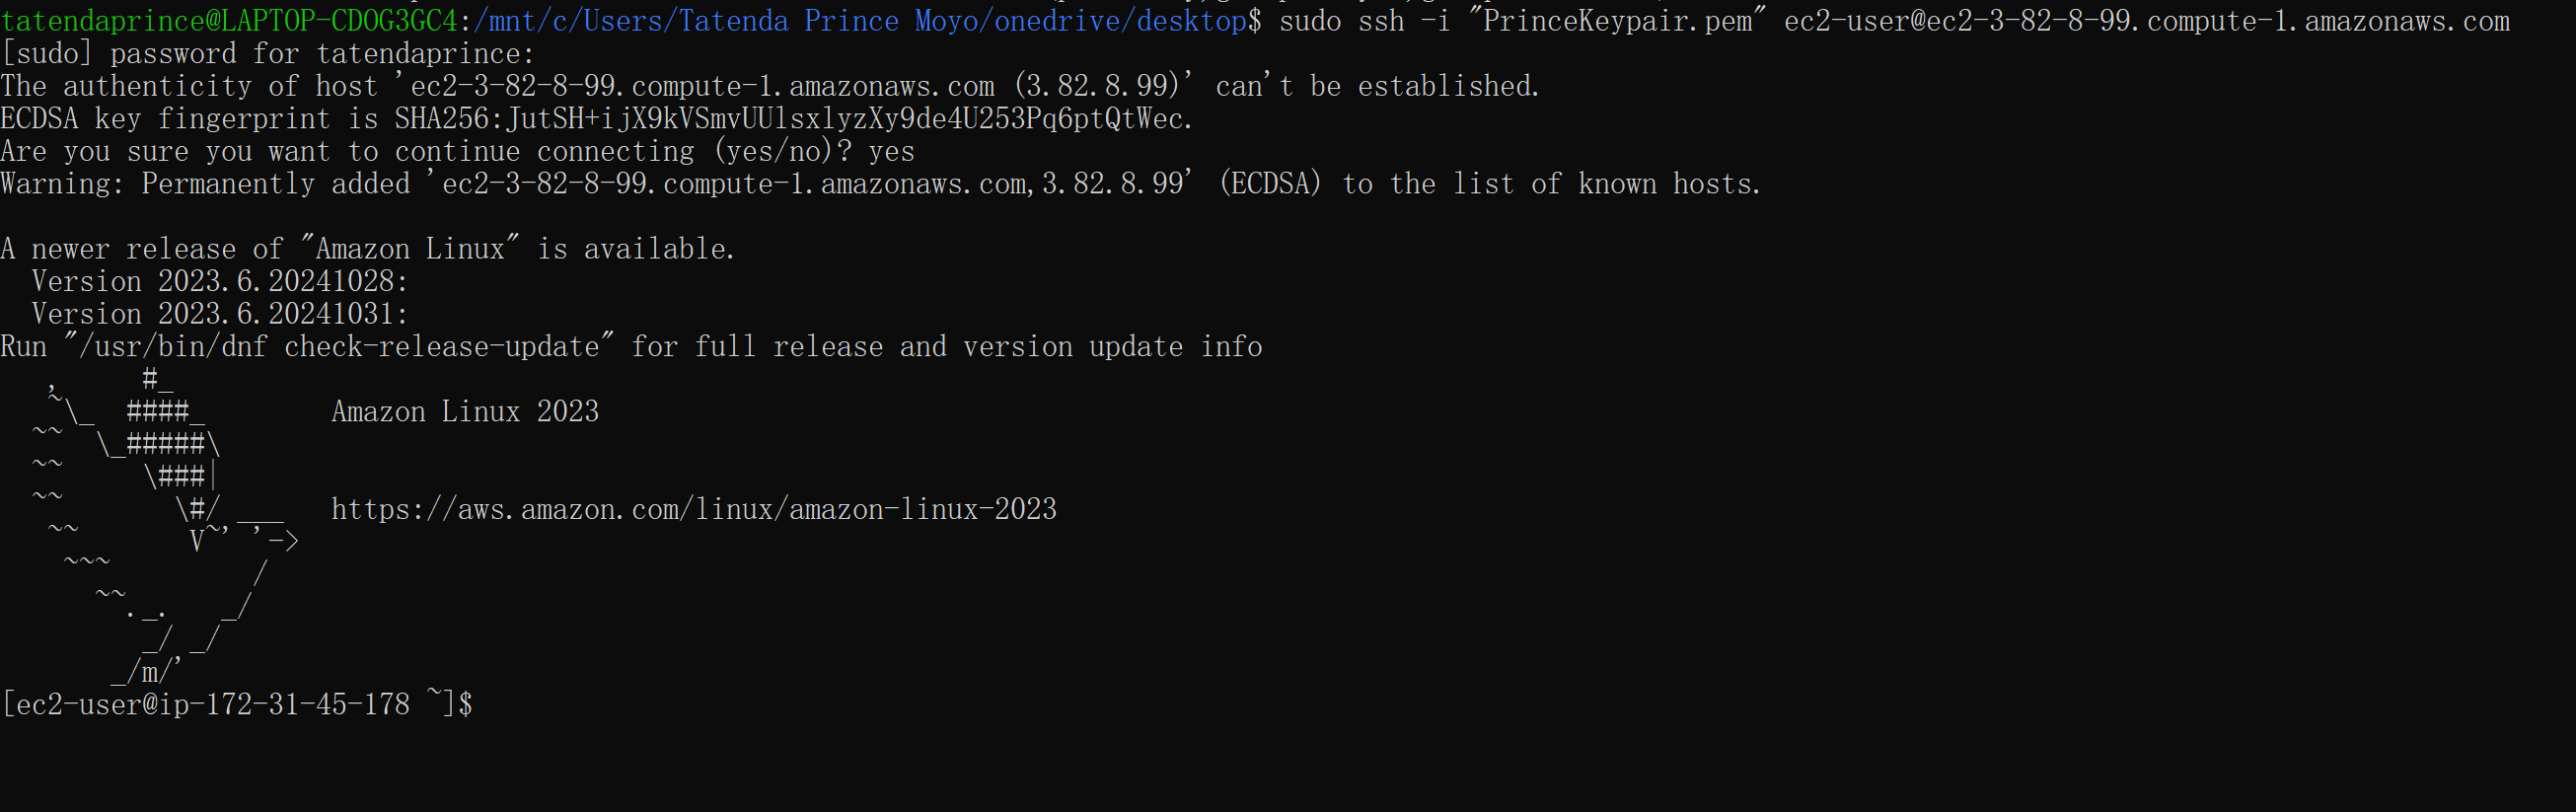 tatendaprince@LAPTOP-CDOG3GC4:/mnt/c/Users/Tatenda Prince Moyo/onedrive/desktop$ sudo ssh -i "PrinceKeypair.pem" ec2-user@ec2-3-82-8-99.compute-1.amazonaws.com
[sudo] password for tatendaprince:
The authenticity of host 'ec2-3-82-8-99.compute-1.amazonaws.com (3.82.8.99)' can't be established.
ECDSA key fingerprint is SHA256:JutSH+ijX9kVSmvUUlsxlyzXy9de4U253Pq6ptQtWec.
Are you sure you want to continue connecting (yes/no)? yes
Warning: Permanently added 'ec2-3-82-8-99.compute-1.amazonaws.com,3.82.8.99' (ECDSA) to the list of known hosts.
A newer release of "Amazon Linux" is available.
  Version 2023.6.20241028:
  Version 2023.6.20241031:
Run "/usr/bin/dnf check-release-update" for full release and version update info
   ,     #_
   ~\_  ####_        Amazon Linux 2023
  ~~  \_#####\
  ~~     \###|
  ~~       \#/ ___   https://aws.amazon.com/linux/amazon-linux-2023
   ~~       V~' '->
    ~~~         /
      ~~._.   _/
         _/ _/
       _/m/'
[ec2-user@ip-172-31-45-178 ~]$